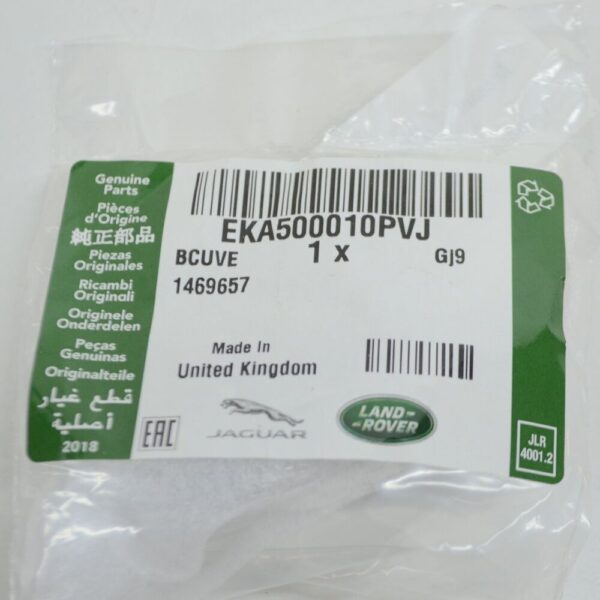 Genuine
Parts
Pièces
d'Origine
純正部品
Piezas
Originales
Ricambi
Originali
Originele
Onderdelen
Peças
Genuínas
Originalteile
قطع غيار
أصلية
2018
EKA500010PVJ
BCUVE 1 x GJ9
1469657
Made In
United Kingdom
EAC
JAGUAR
LAND-
-ROVER
JLR
4001.2